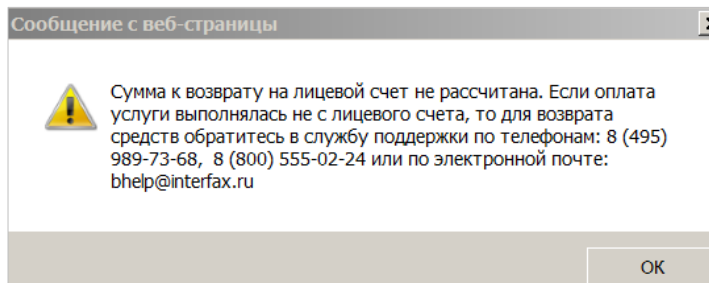 Сообщение с веб-страницы
Сумма к возврату на лицевой счет не рассчитана. Если оплата
услуги выполнялась не с лицевого счета, то для возврата
средств обратитесь в службу поддержки по телефонам: 8 (495)
989-73-68, 8 (800) 555-02-24 или по электронной почте:
bhelp@interfax.ru
ОК